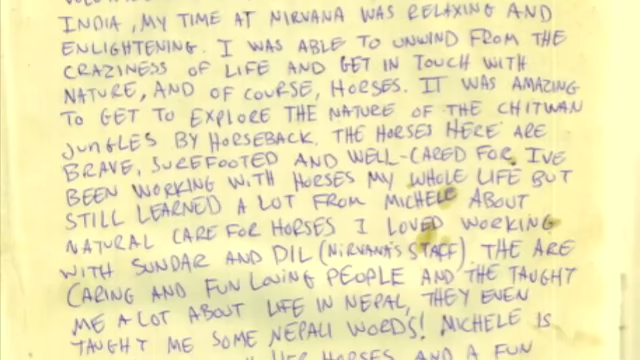 INDIA, MY TIME AT NIRVANA WAS RELAXING AND
ENLIGHTENING. I WAS ABLE TO UNWIND FROM THE
CRAZINESS OF LIFE AND GET IN TOUCH WITH
NATURE, AND OF COURSE, HORSES. IT WAS AMAZING
TO GET TO EXPLORE THE NATURE OF THE CHITWAN
JUNGLES BY HORSEBACK. THE HORSES HERE ARE
BRAVE, SUREFOOTED AND WELL-CARED FOR. I'VE
BEEN WORKING WITH HORSES MY WHOLE LIFE BUT
STILL LEARNED A LOT FROM MICHELE ABOUT
NATURAL CARE FOR HORSES I LOVED WORKING
WITH SUNDAR AND DIL (NIRVANA'S STAFF). THE ARE
CARING AND FUN LOVING PEOPLE AND THE TAUGHT
ME A LOT ABOUT LIFE IN NEPAL, THEY EVEN
TAUGHT ME SOME NEPALI WORDS! MICHELE IS
HER HORSES AND A FUN